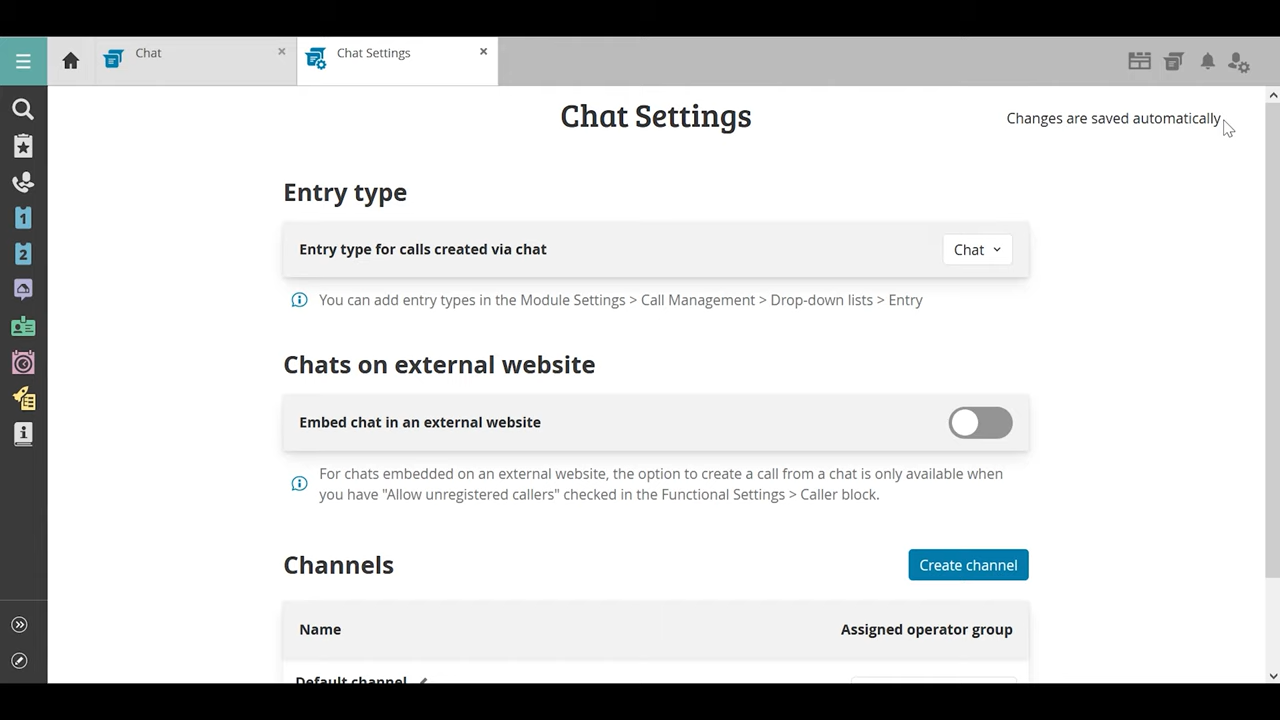 Chat
Chat Settings
Chat Settings
Changes are saved automatically
Entry type
Entry type for calls created via chat
Chat
You can add entry types in the Module Settings > Call Management > Drop-down lists > Entry
Chats on external website
Embed chat in an external website
For chats embedded on an external website, the option to create a call from a chat is only available when
you have "Allow unregistered callers" checked in the Functional Settings > Caller block.
Channels
Create channel
Name
Assigned operator group
Default channel
1
2